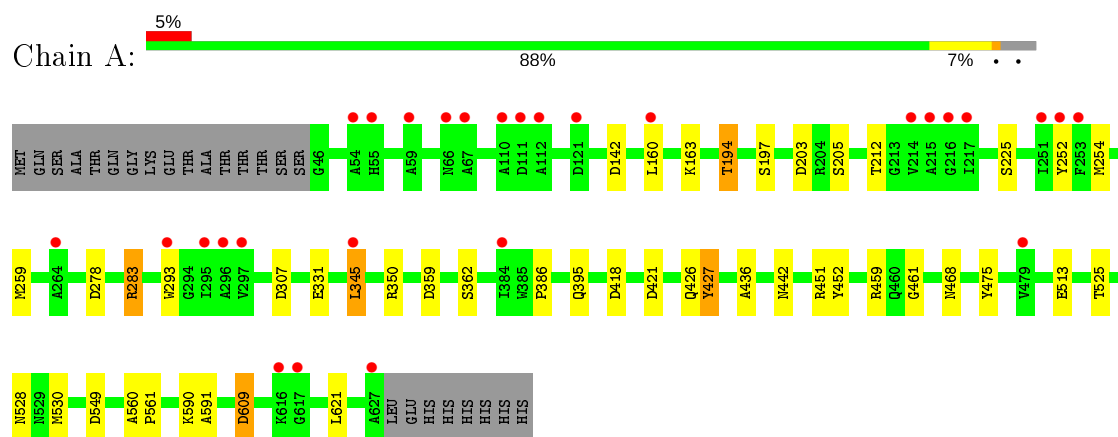 5%
Chain A:
88% 7% • •
MET GLN SER ALA THR GLN GLY LYS GLU THR ALA THR THR THR SER SER G46 A54 H55 A59 N66 A67 A110 D111 A112 D121 D142 L160 K163 T194 S197 D203 R204 S205 T212 G213 V214 A215 G216 I217 S225 I251 Y252 F253 M254
M259 A264 D278 R283 W293 G294 I295 A296 V297 D307 E331 L345 R350 D359 S362 I384 W385 P386 Q395 D418 D421 Q426 Y427 A436 N442 R451 Y452 R459 Q460 G461 N468 Y475 V479 E513 T525
N528 N529 M530 D549 A560 P561 K590 A591 D609 K616 G617 L621 A627 LEU GLU HIS HIS HIS HIS HIS HIS